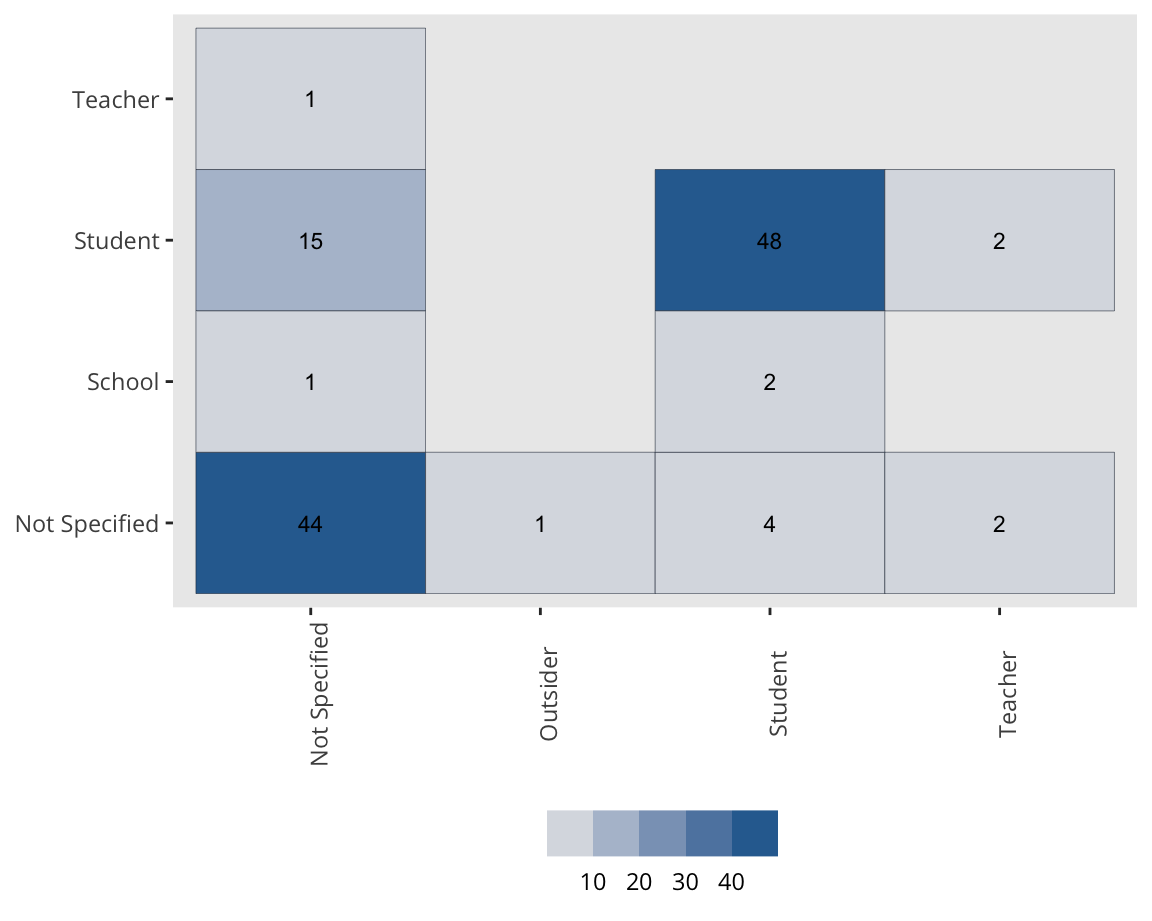 Teacher
1
Student
15
48
2
School
1
2
Not Specified
44
1
4
2
Not Specified
Outsider
Student
Teacher
10 20 30 40